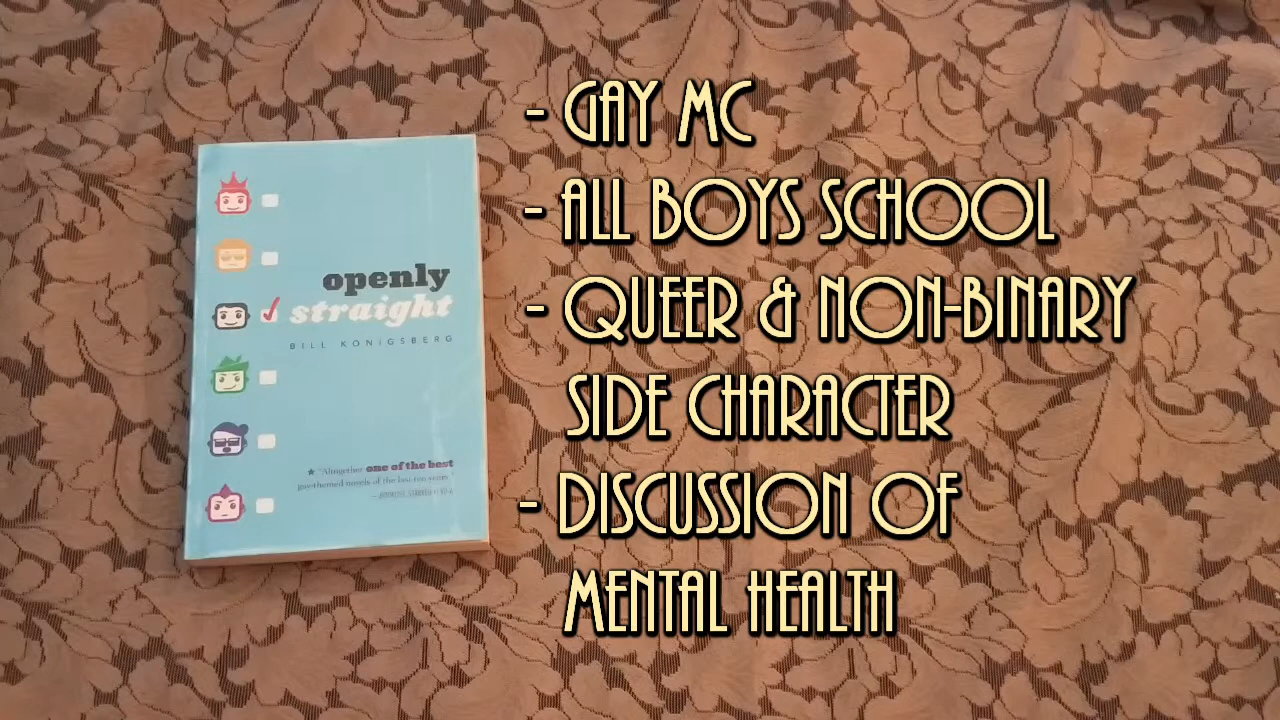 openly
straight
BILL KONIGSBERG
★ "Altogether one of the best
gay-themed novels of the last ten years."
- GAY MC
- ALL BOYS SCHOOL
- QUEER & NON-BINARY
SIDE CHARACTER
- DISCUSSION OF
MENTAL HEALTH